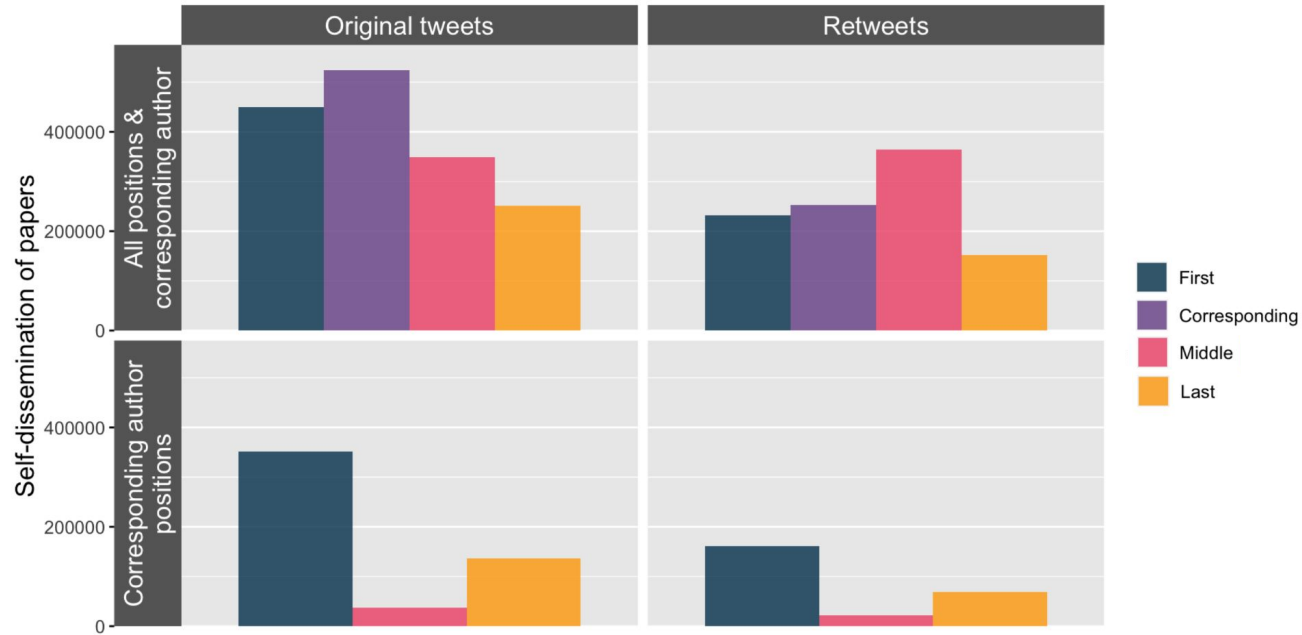 Original tweets
Retweets
Self-dissemination of papers
All positions &
corresponding author
400000
200000
0
Corresponding author
positions
400000
200000
0
First
Corresponding
Middle
Last